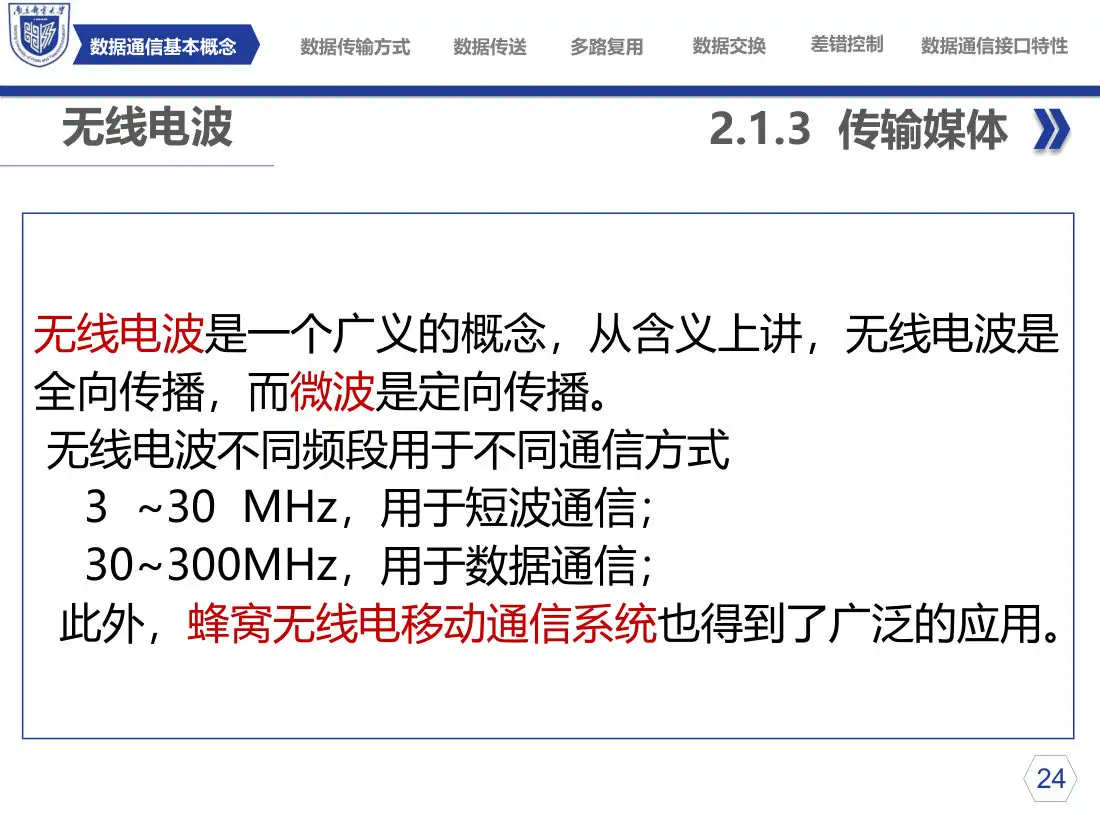 南京邮电大学
数据通信基本概念 数据传输方式 数据传送 多路复用 数据交换 差错控制 数据通信接口特性
无线电波
2.1.3 传输媒体
无线电波是一个广义的概念，从含义上讲，无线电波是
全向传播，而微波是定向传播。
无线电波不同频段用于不同通信方式
3 ~30 MHz，用于短波通信；
30~300MHz，用于数据通信；
此外，蜂窝无线电移动通信系统也得到了广泛的应用。
24